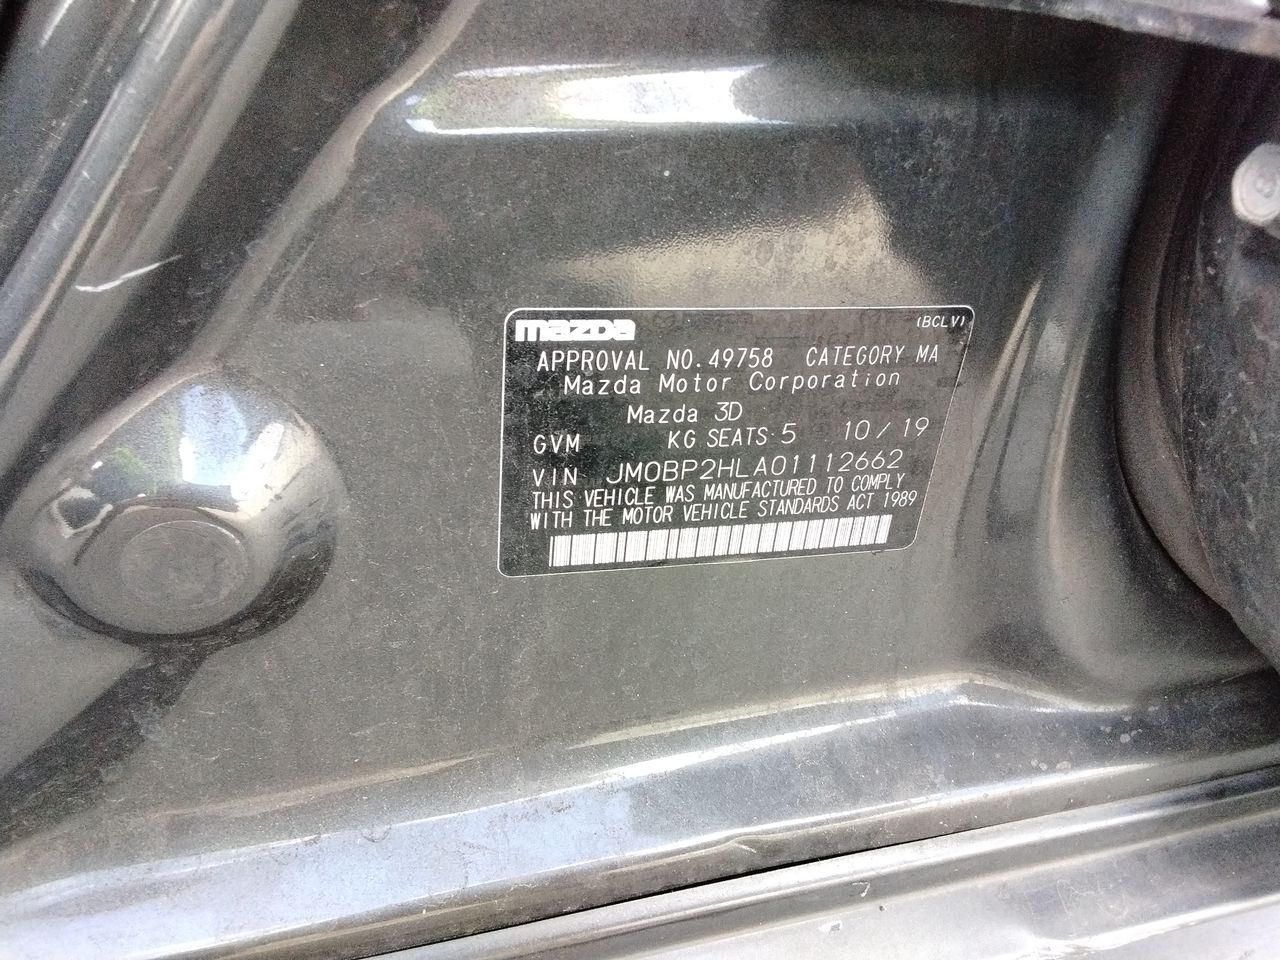 mazda (BCLV)
APPROVAL NO. 49758 CATEGORY MA
Mazda Motor Corporation
Mazda 3D
GVM KG SEATS 5 10/19
VIN JM0BP2HLA01112662
THIS VEHICLE WAS MANUFACTURED TO COMPLY
WITH THE MOTOR VEHICLE STANDARDS ACT 1989